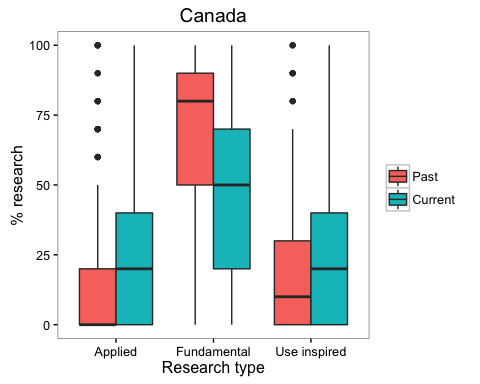 Canada
% research
100
75
50
25
0
Applied
Fundamental
Use inspired
Research type
Past
Current